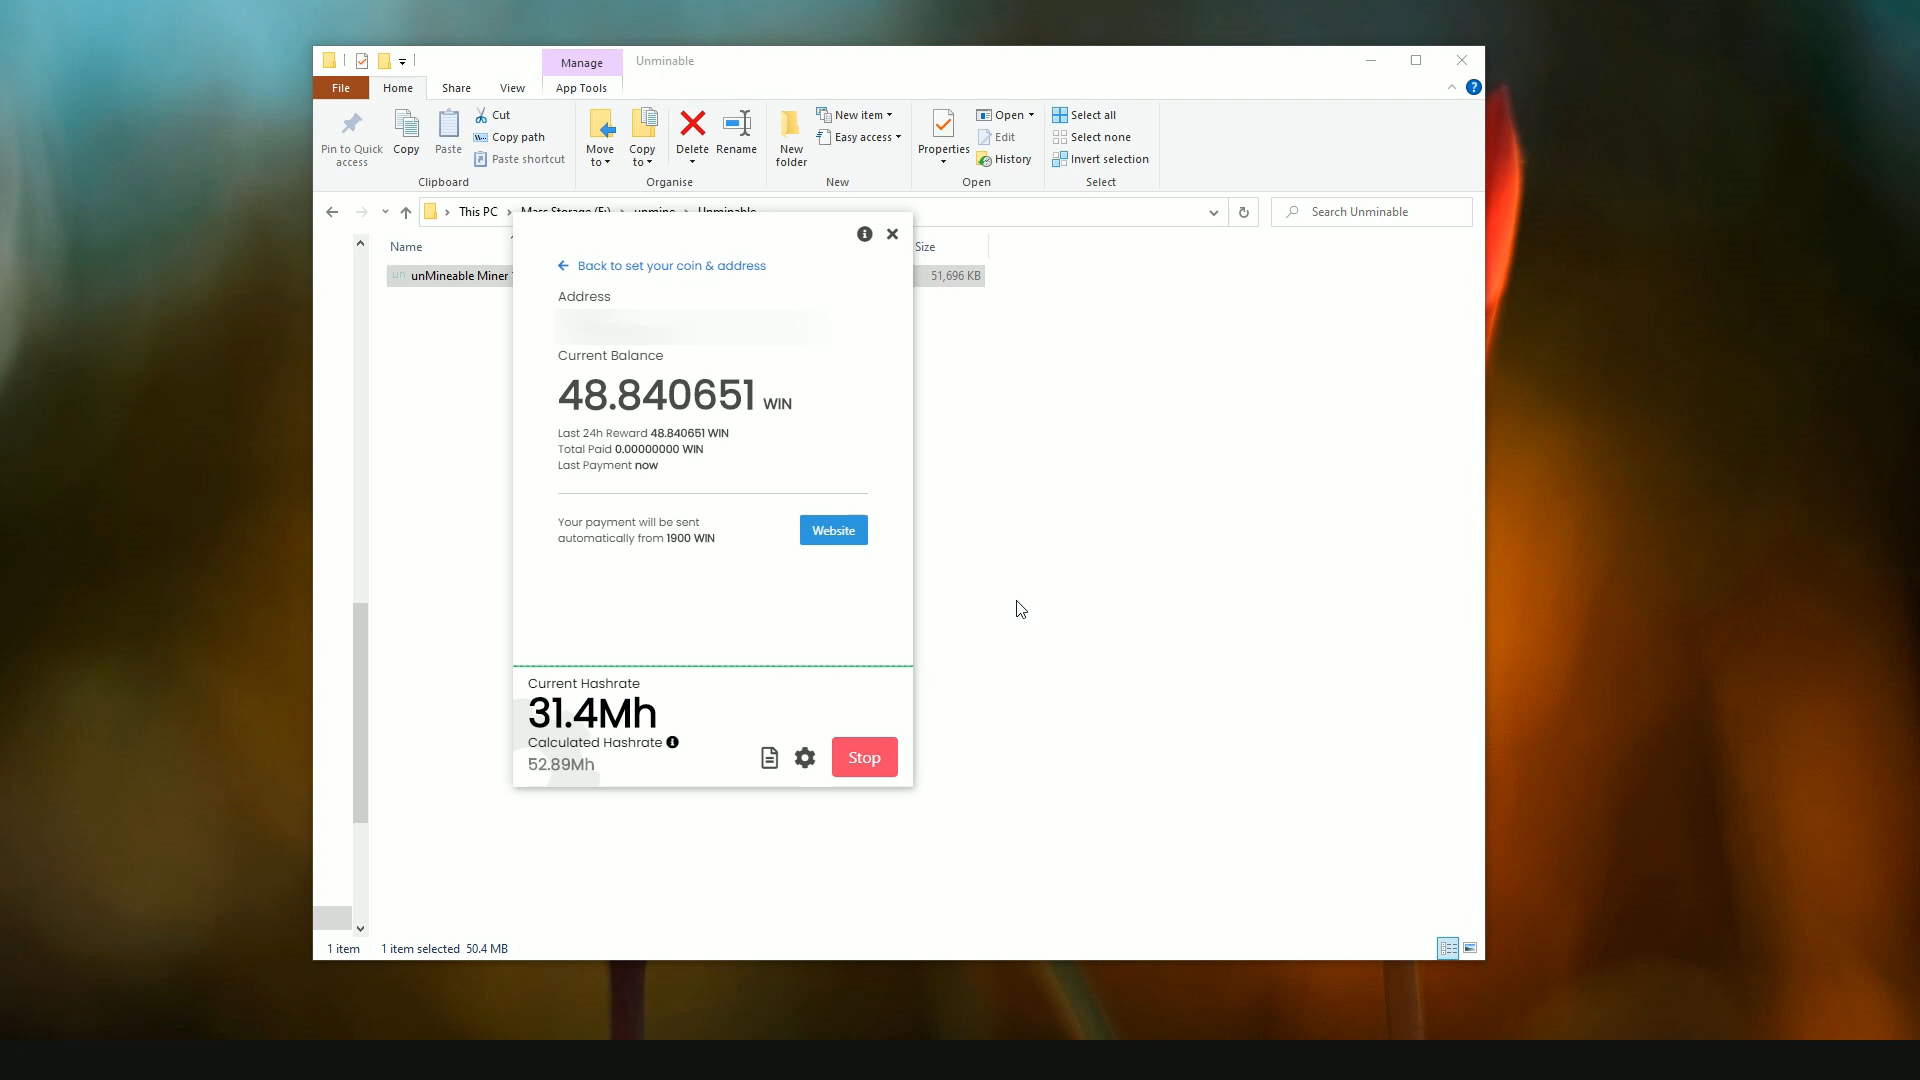 Manage
Unminable
File
Home
Share
View
App Tools
Pin to Quick access
Copy
Paste
Cut
Copy path
Paste shortcut
Move to
Copy to
Delete
Rename
New folder
New item
Easy access
Properties
Open
Edit
History
Select all
Select none
Invert selection
Clipboard
Organise
New
Open
Select
This PC
Mass Storage (F:)
unmine
Unminable
Search Unminable
Name
Size
unMineable Miner
51,696 KB
Back to set your coin & address
Address
Current Balance
48.840651 WIN
Last 24h Reward 48.840651 WIN
Total Paid 0.00000000 WIN
Last Payment now
Your payment will be sent
automatically from 1900 WIN
Website
Current Hashrate
31.4Mh
Calculated Hashrate
52.89Mh
Stop
1 item
1 item selected 50.4 MB